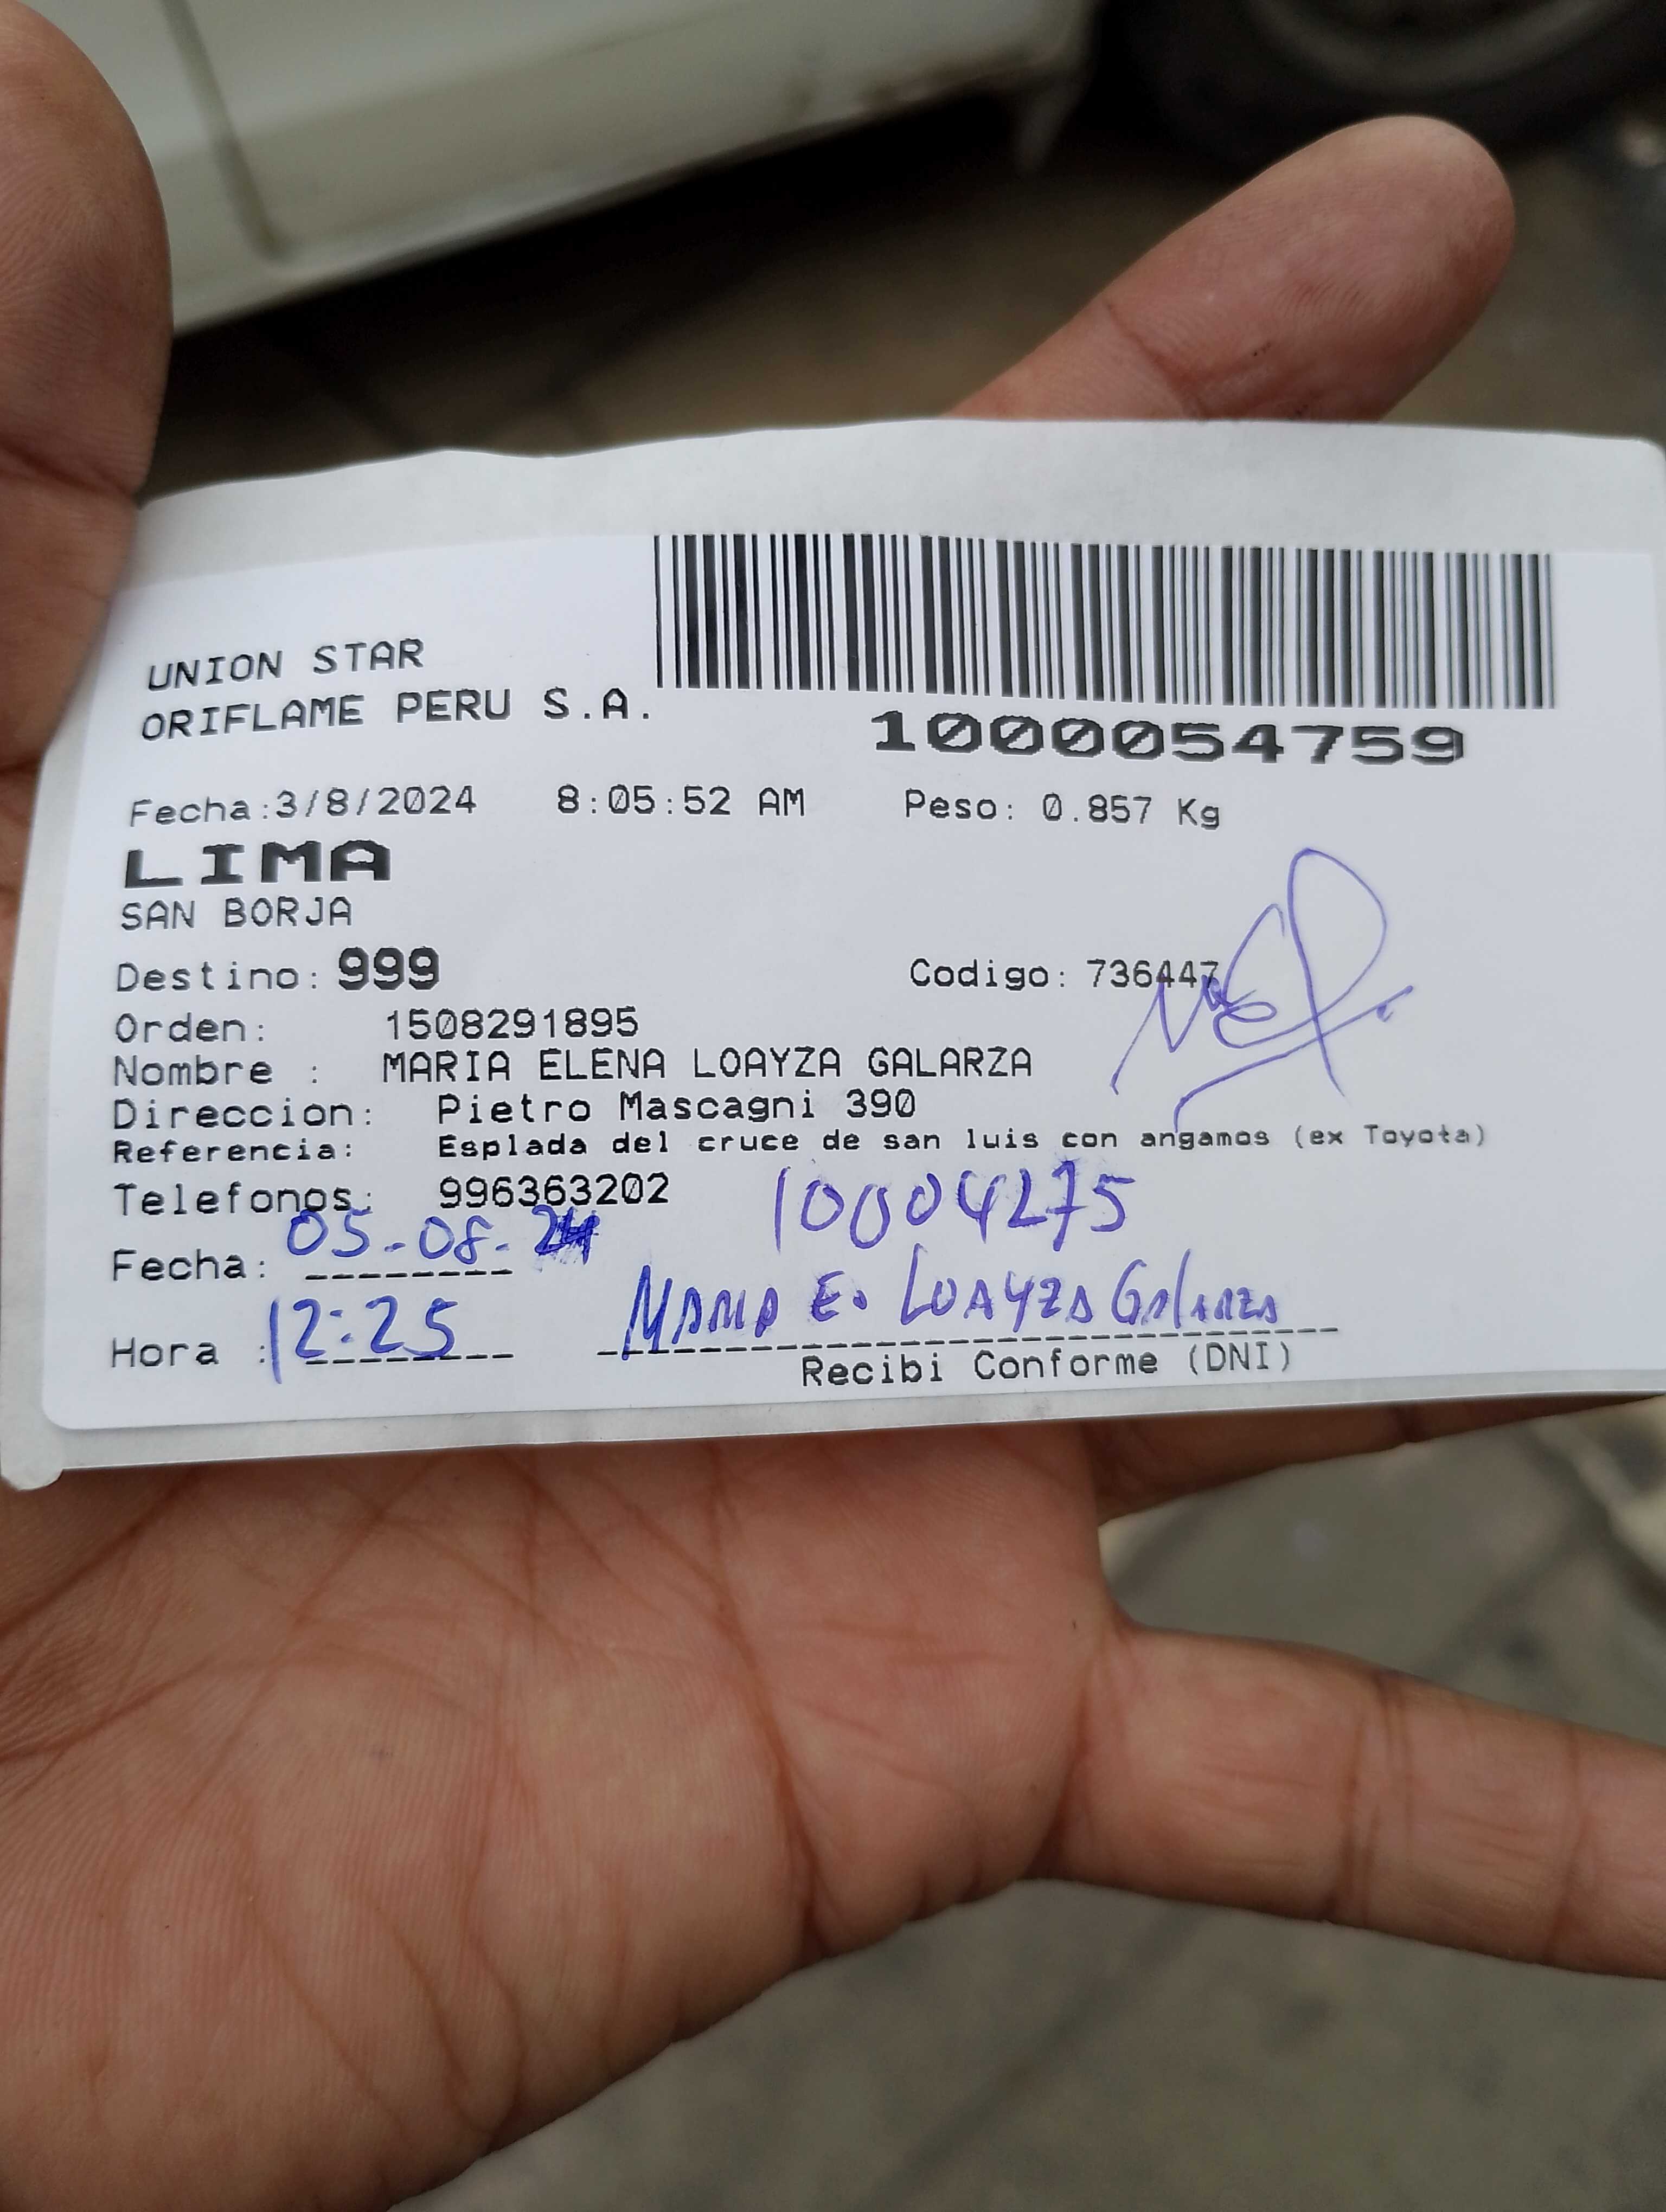 UNION STAR
ORIFLAME PERU S.A.
1000054759
Fecha:3/8/2024 8:05:52 AM Peso: 0.857 Kg
LIMA
SAN BORJA
Destino: 999 Codigo: 736447
Orden: 1508291895
Nombre : MARIA ELENA LOAYZA GALARZA
Direccion: Pietro Mascagni 390
Referencia: Esplada del cruce de san luis con angamos (ex Toyota)
Telefonos: 996363202 10004275
Fecha: 05-08-24
Hora : 12:25 MARIA E. LOAYZA GALARZA
Recibi Conforme (DNI)